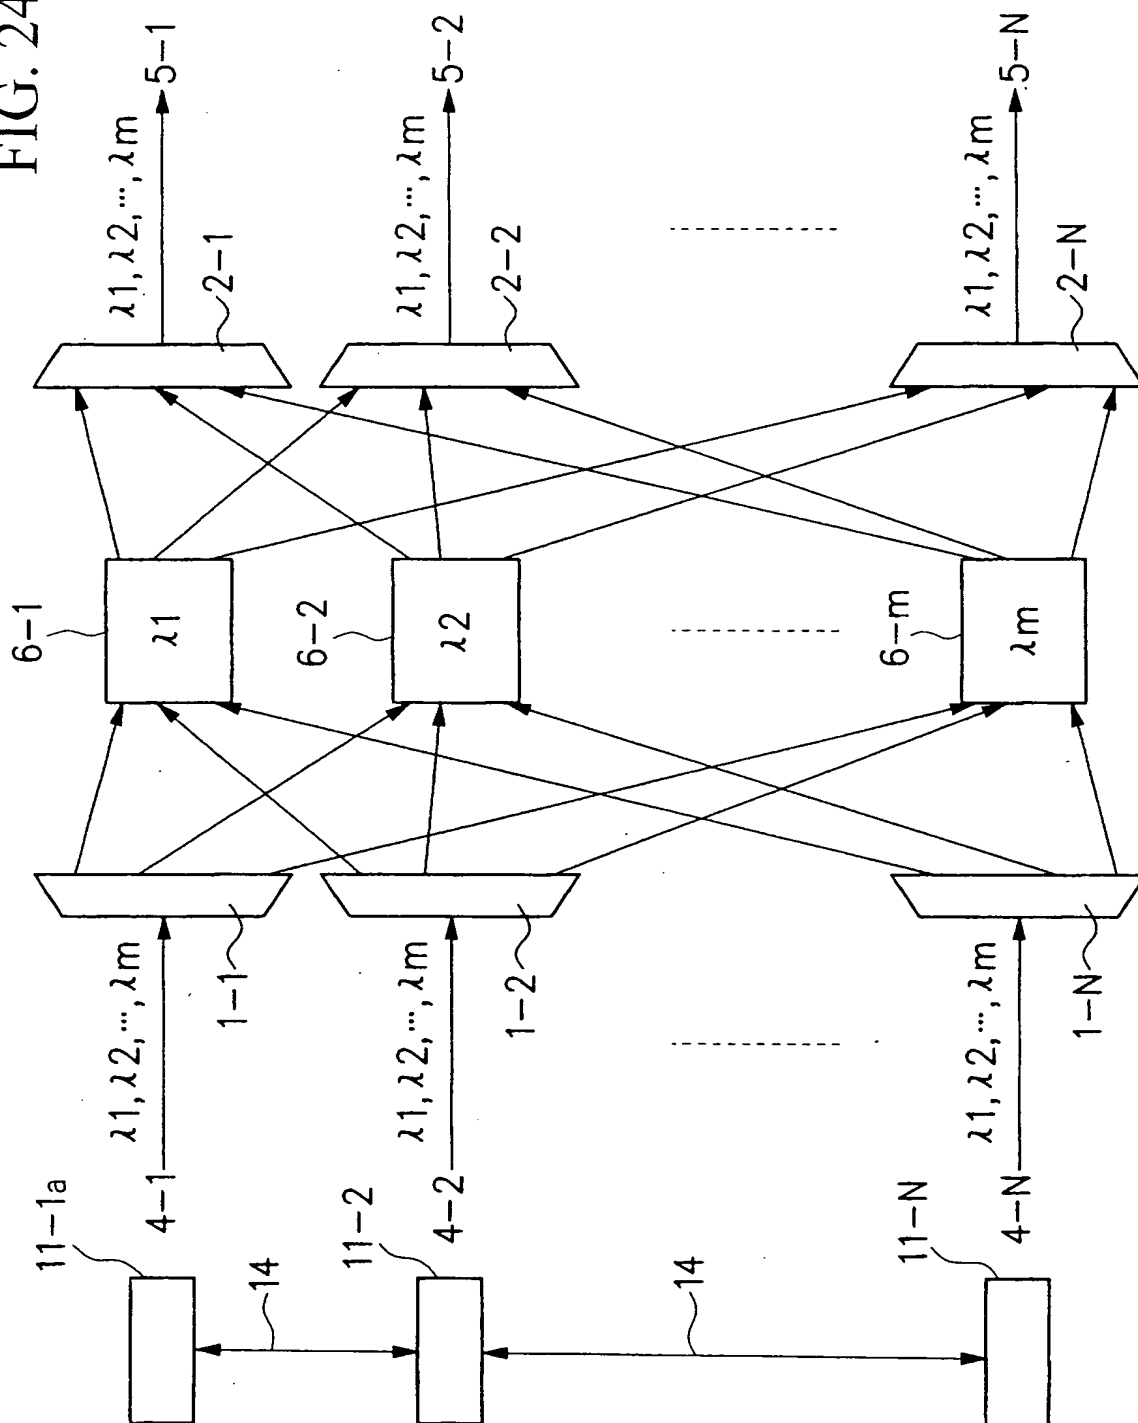 FIG. 24
11-1a
4-1
λ1, λ2, ···, λm
1-1
6-1
λ1
2-1
λ1, λ2, ···, λm
5-1
14
11-2
4-2
λ1, λ2, ···, λm
1-2
6-2
λ2
2-2
λ1, λ2, ···, λm
5-2
14
11-N
4-N
λ1, λ2, ···, λm
1-N
6-m
λm
2-N
λ1, λ2, ···, λm
5-N